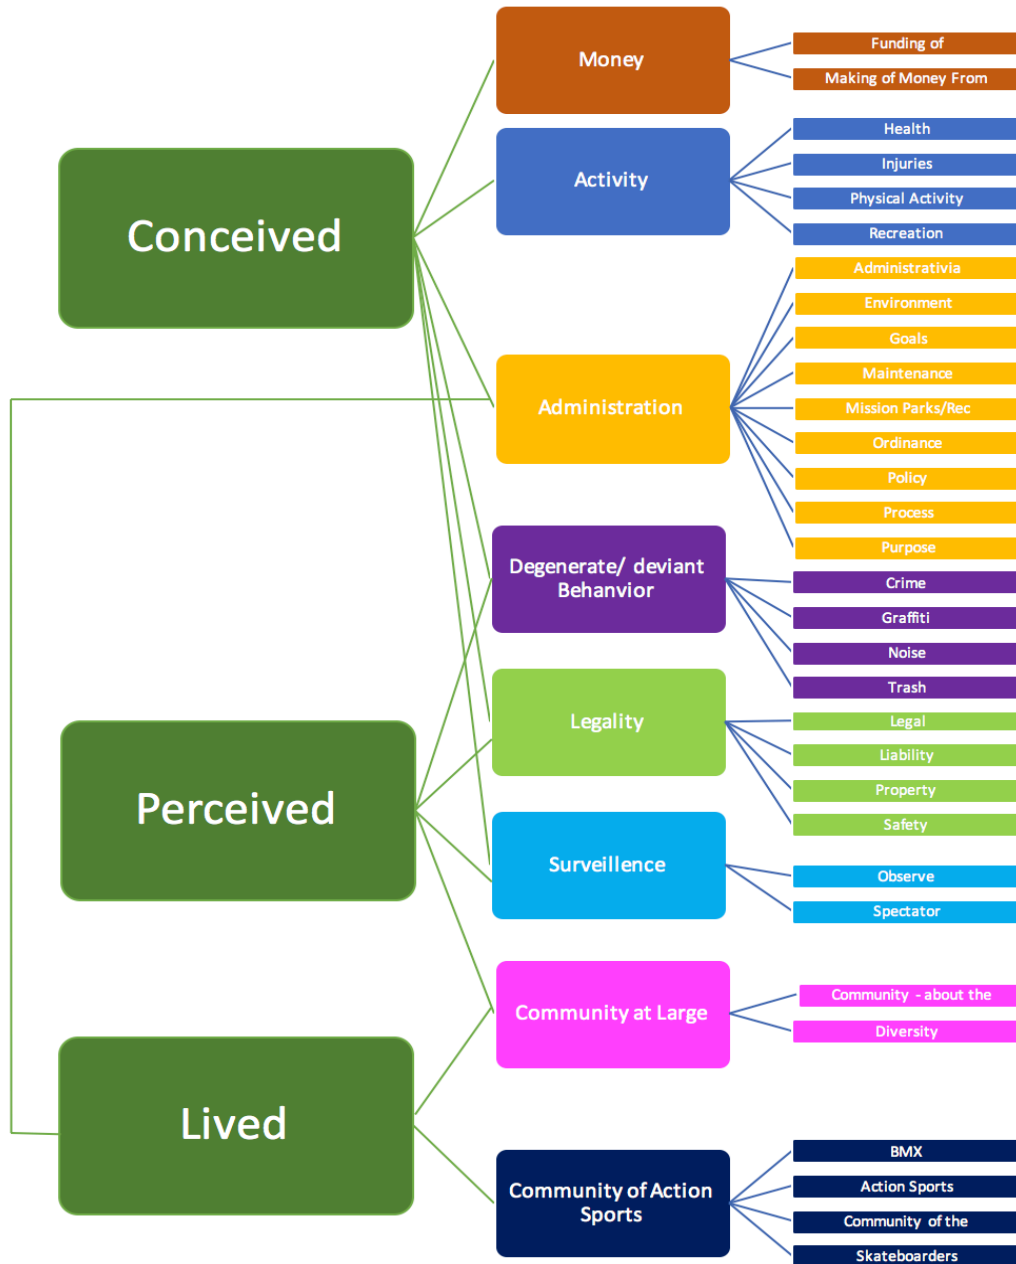 Conceived
Perceived
Lived
Money
Activity
Administration
Degenerate/ deviant
Behanvior
Legality
Surveillence
Community at Large
Community of Action
Sports
Funding of
Making of Money From
Health
Injuries
Physical Activity
Recreation
Administrativia
Environment
Goals
Maintenance
Mission Parks/Rec
Ordinance
Policy
Process
Purpose
Crime
Graffiti
Noise
Trash
Legal
Liability
Property
Safety
Observe
Spectator
Community - about the
Diversity
BMX
Action Sports
Community of the
Skateboarders